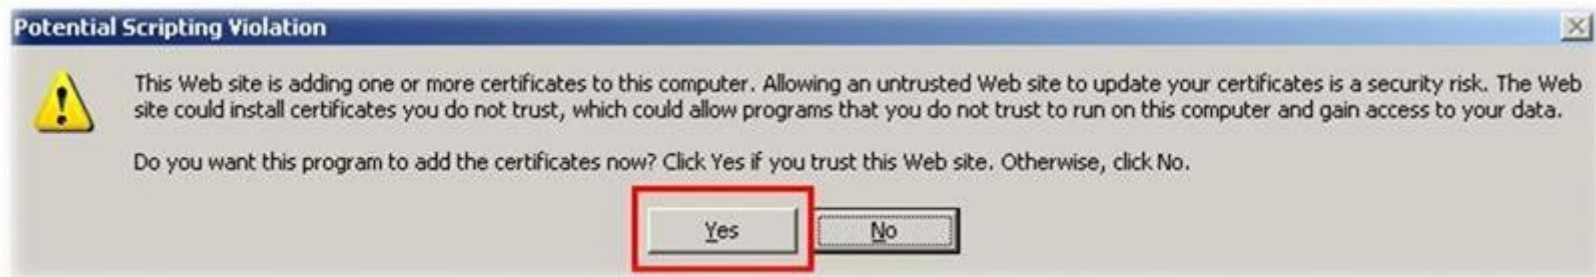 Potential Scripting Violation
This Web site is adding one or more certificates to this computer. Allowing an untrusted Web site to update your certificates is a security risk. The Web
site could install certificates you do not trust, which could allow programs that you do not trust to run on this computer and gain access to your data.
Do you want this program to add the certificates now? Click Yes if you trust this Web site. Otherwise, click No.
Yes No